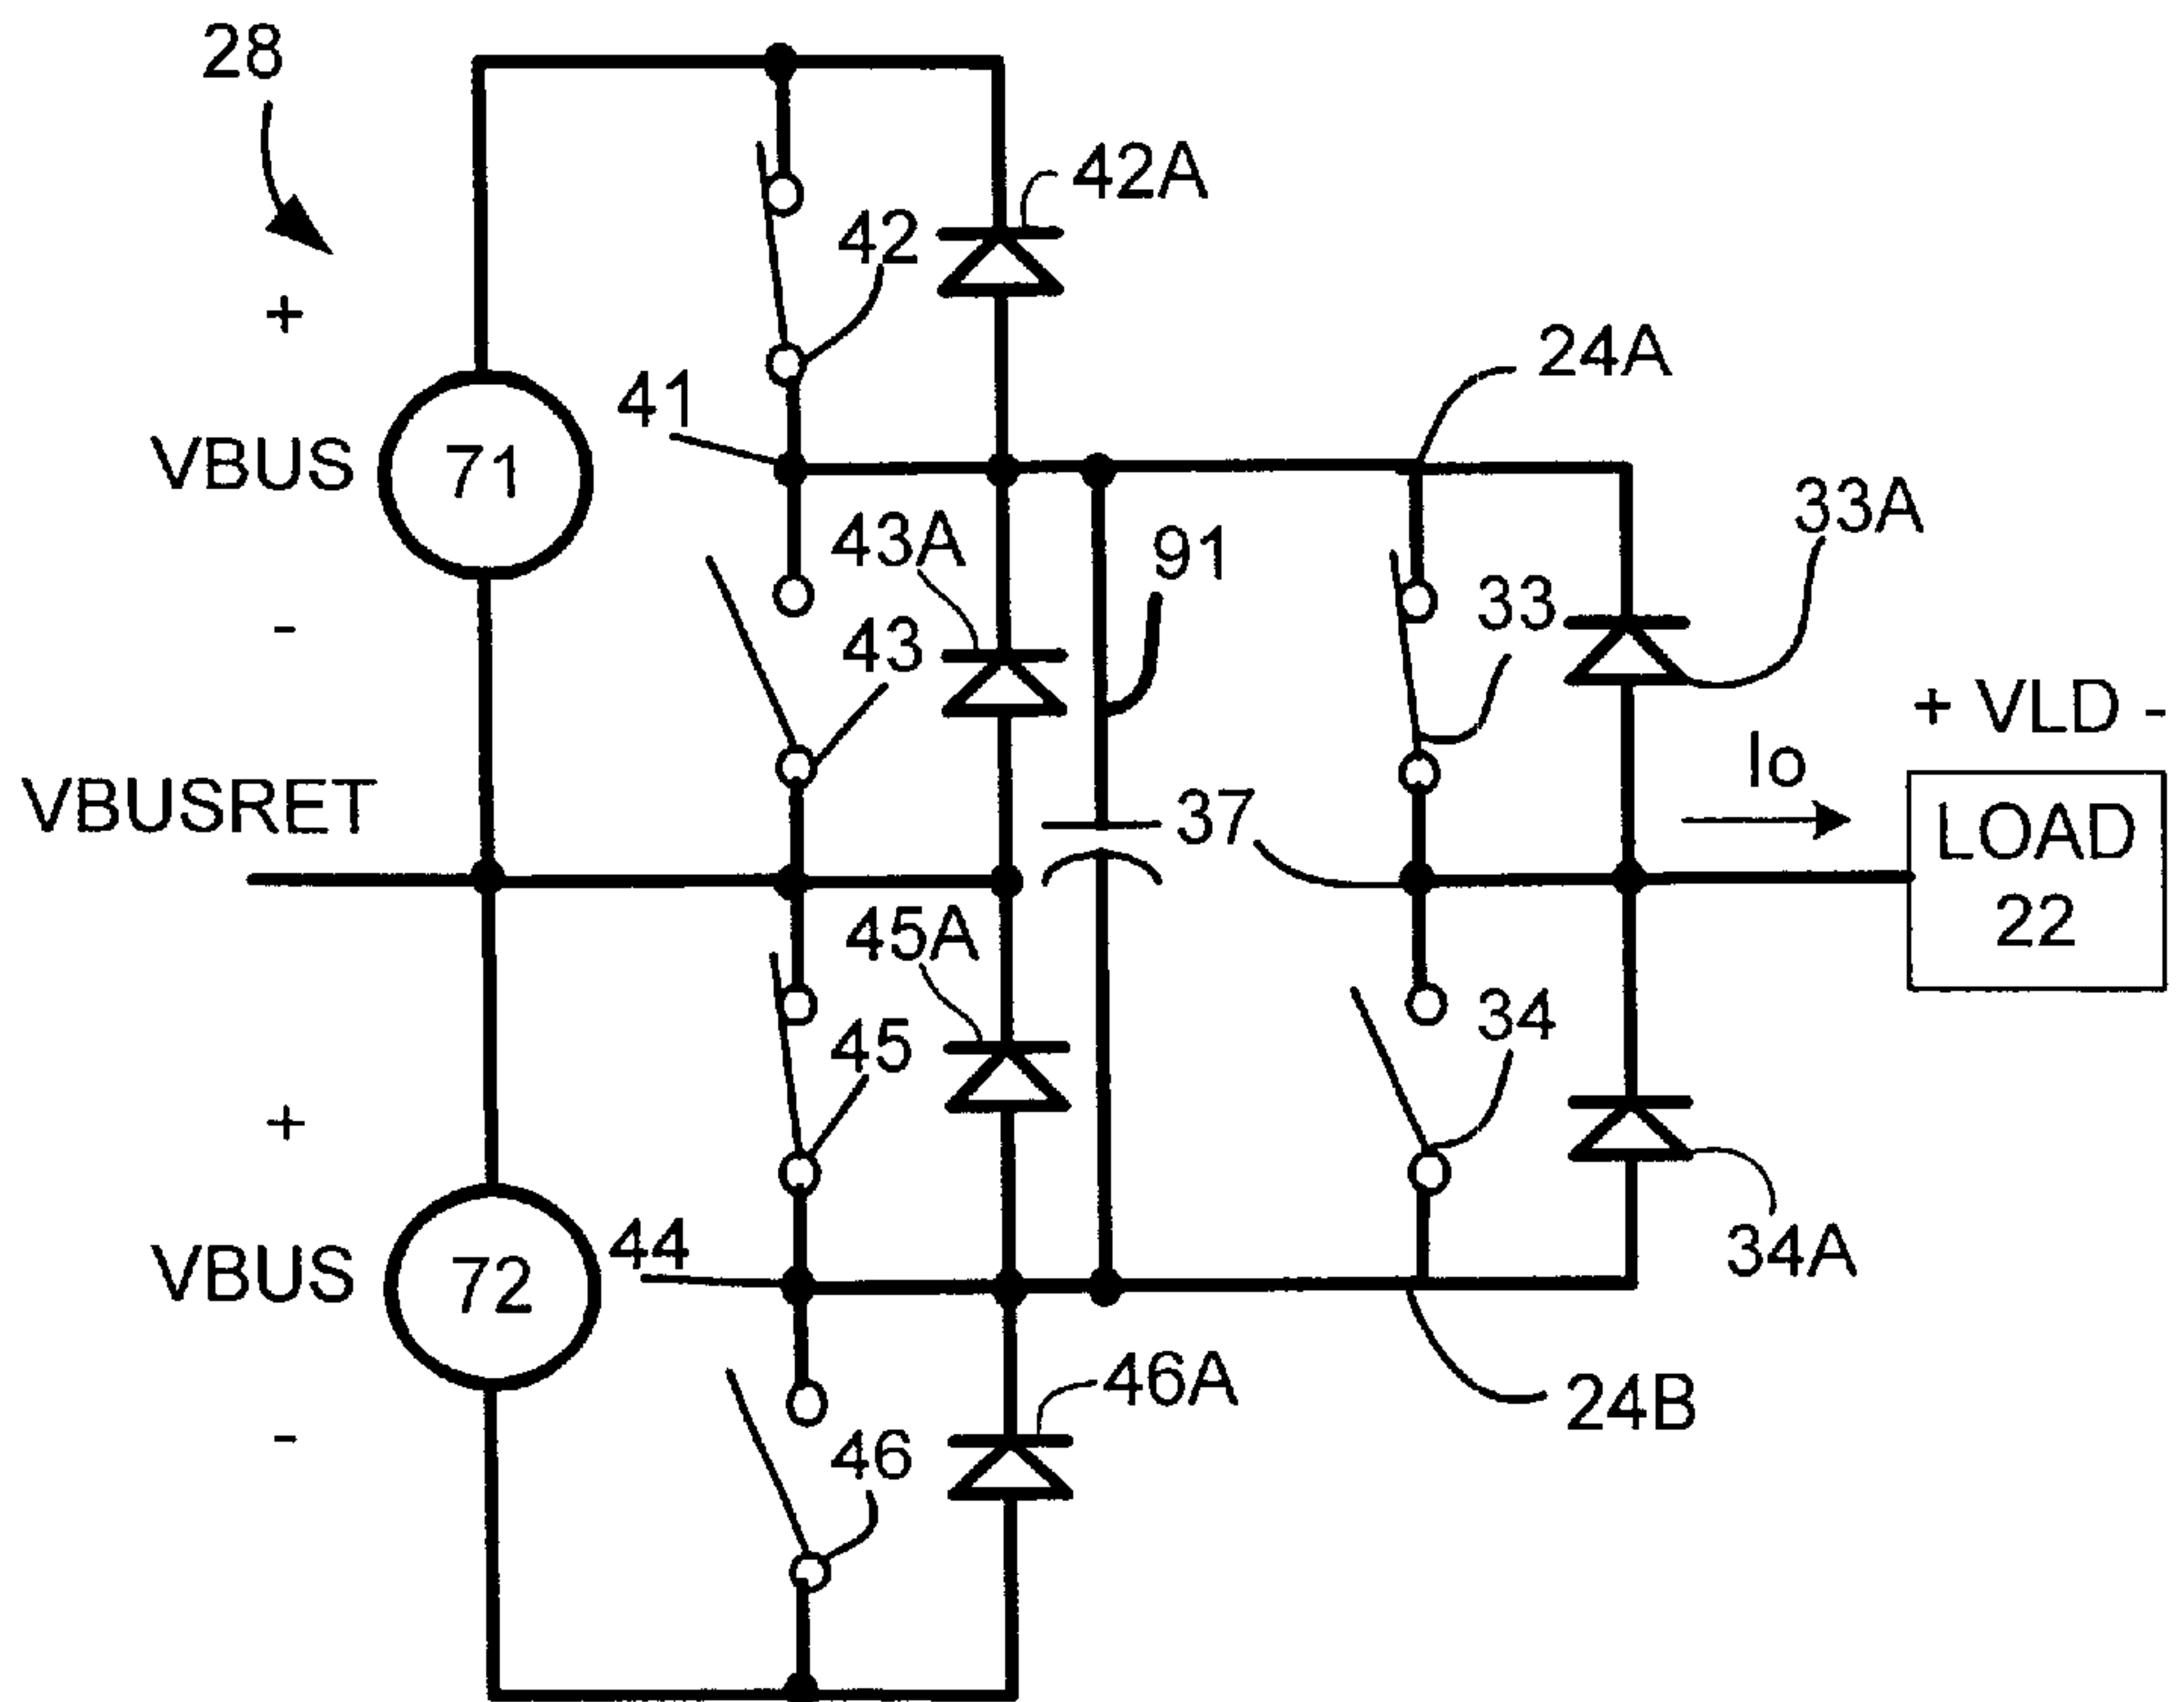 28
42A
42
+
24A
41
VBUS
71
33A
43A
91
33
43
-
+ VLD -
Io
VBUSRET
37
LOAD
22
45A
34
45
+
44
34A
VBUS
72
46A
24B
-
46